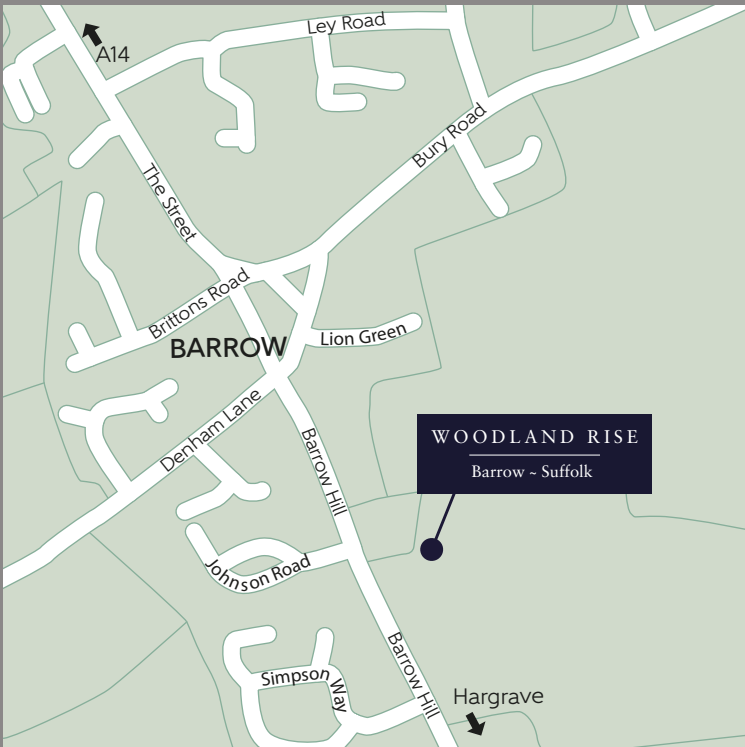 Ley Road
A14
Bury Road
The Street
Brittons Road
Lion Green
BARROW
Denham Lane
WOODLAND RISE
Barrow ~ Suffolk
Barrow Hill
Johnson Road
Barrow Hill
Simpson Way
Hargrave